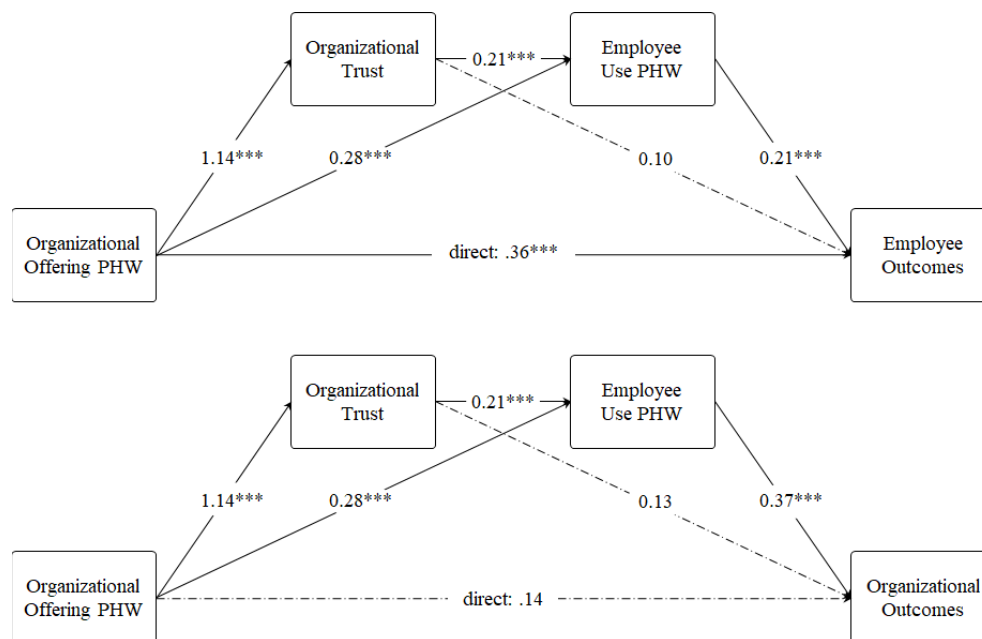 Organizational
Trust
0.21***
Employee
Use PHW
1.14***
0.28***
0.10
0.21***
Organizational
Offering PHW
direct: .36***
Employee
Outcomes
Organizational
Trust
0.21***
Employee
Use PHW
1.14***
0.28***
0.13
0.37***
Organizational
Offering PHW
direct: .14
Organizational
Outcomes